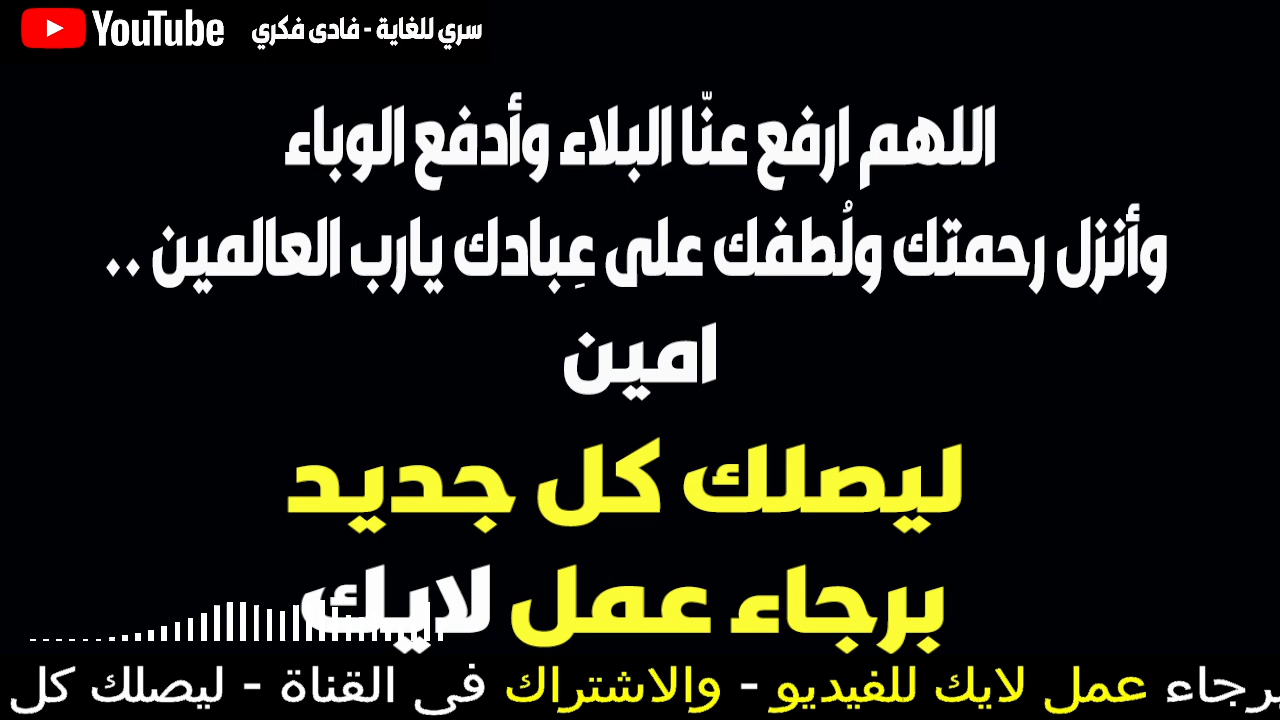 YouTube سري للغاية - فادى فكري
اللهم ارفع عنّا البلاء وأدفع الوباء
وأنزل رحمتك ولُطفك على عِبادك يارب العالمين ..
امين
ليصلك كل جديد
برجاء عمل لايك
برجاء عمل لايك للفيديو - والاشتراك فى القناة - ليصلك كل